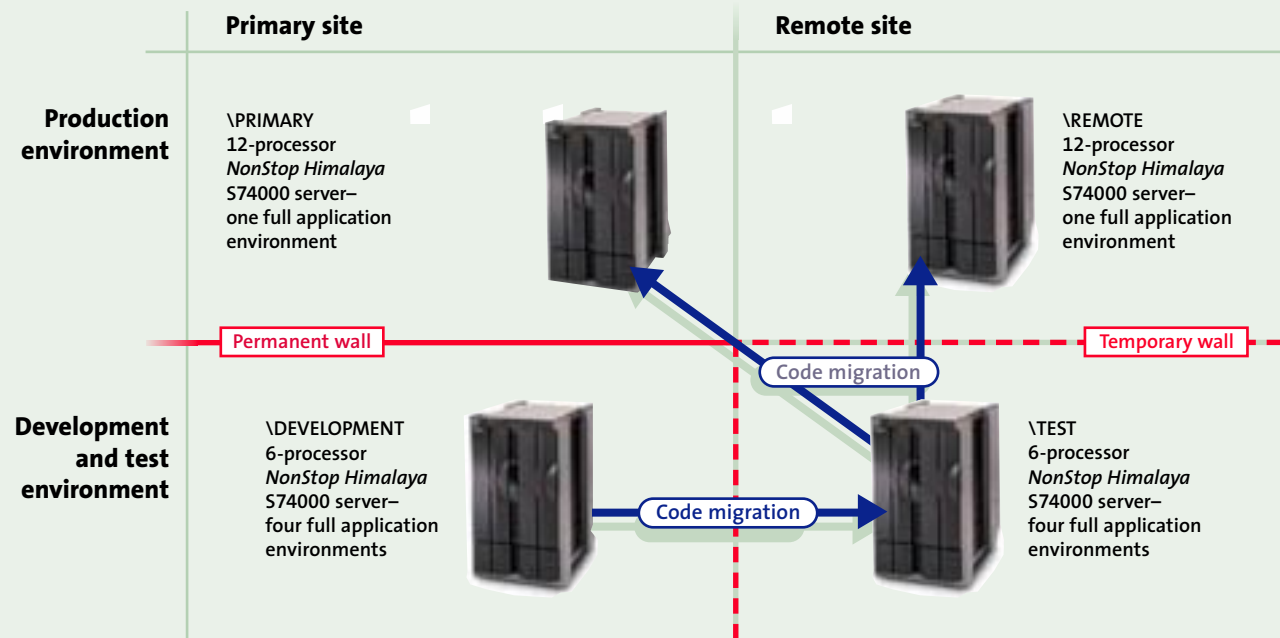 Primary site
Remote site
Production
environment
\PRIMARY
12-processor
NonStop Himalaya
S74000 server–
one full application
environment
\REMOTE
12-processor
NonStop Himalaya
S74000 server–
one full application
environment
Permanent wall
Temporary wall
Code migration
Development
and test
environment
\DEVELOPMENT
6-processor
NonStop Himalaya
S74000 server–
four full application
environments
Code migration
\TEST
6-processor
NonStop Himalaya
S74000 server–
four full application
environments